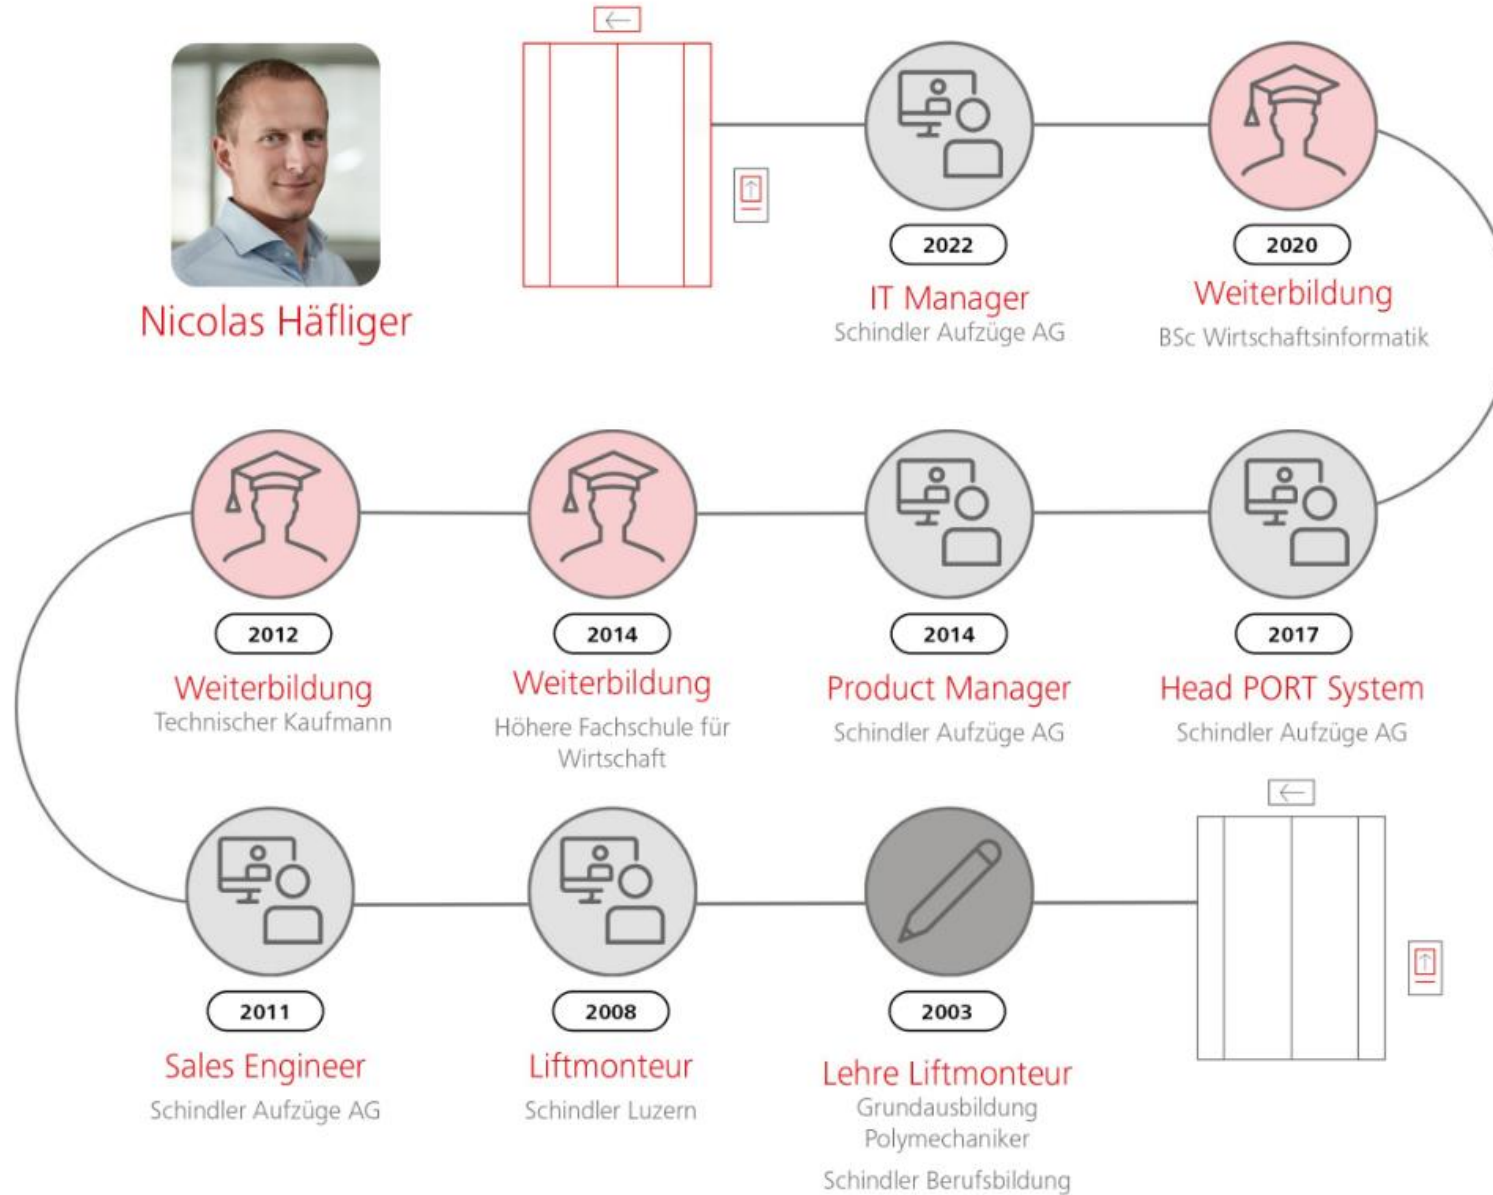 Nicolas Häfliger
2022
IT Manager
Schindler Aufzüge AG
2020
Weiterbildung
BSc Wirtschaftsinformatik
2012
Weiterbildung
Technischer Kaufmann
2014
Weiterbildung
Höhere Fachschule für
Wirtschaft
2014
Product Manager
Schindler Aufzüge AG
2017
Head PORT System
Schindler Aufzüge AG
2011
Sales Engineer
Schindler Aufzüge AG
2008
Liftmonteur
Schindler Luzern
2003
Lehre Liftmonteur
Grundausbildung
Polymechaniker
Schindler Berufsbildung